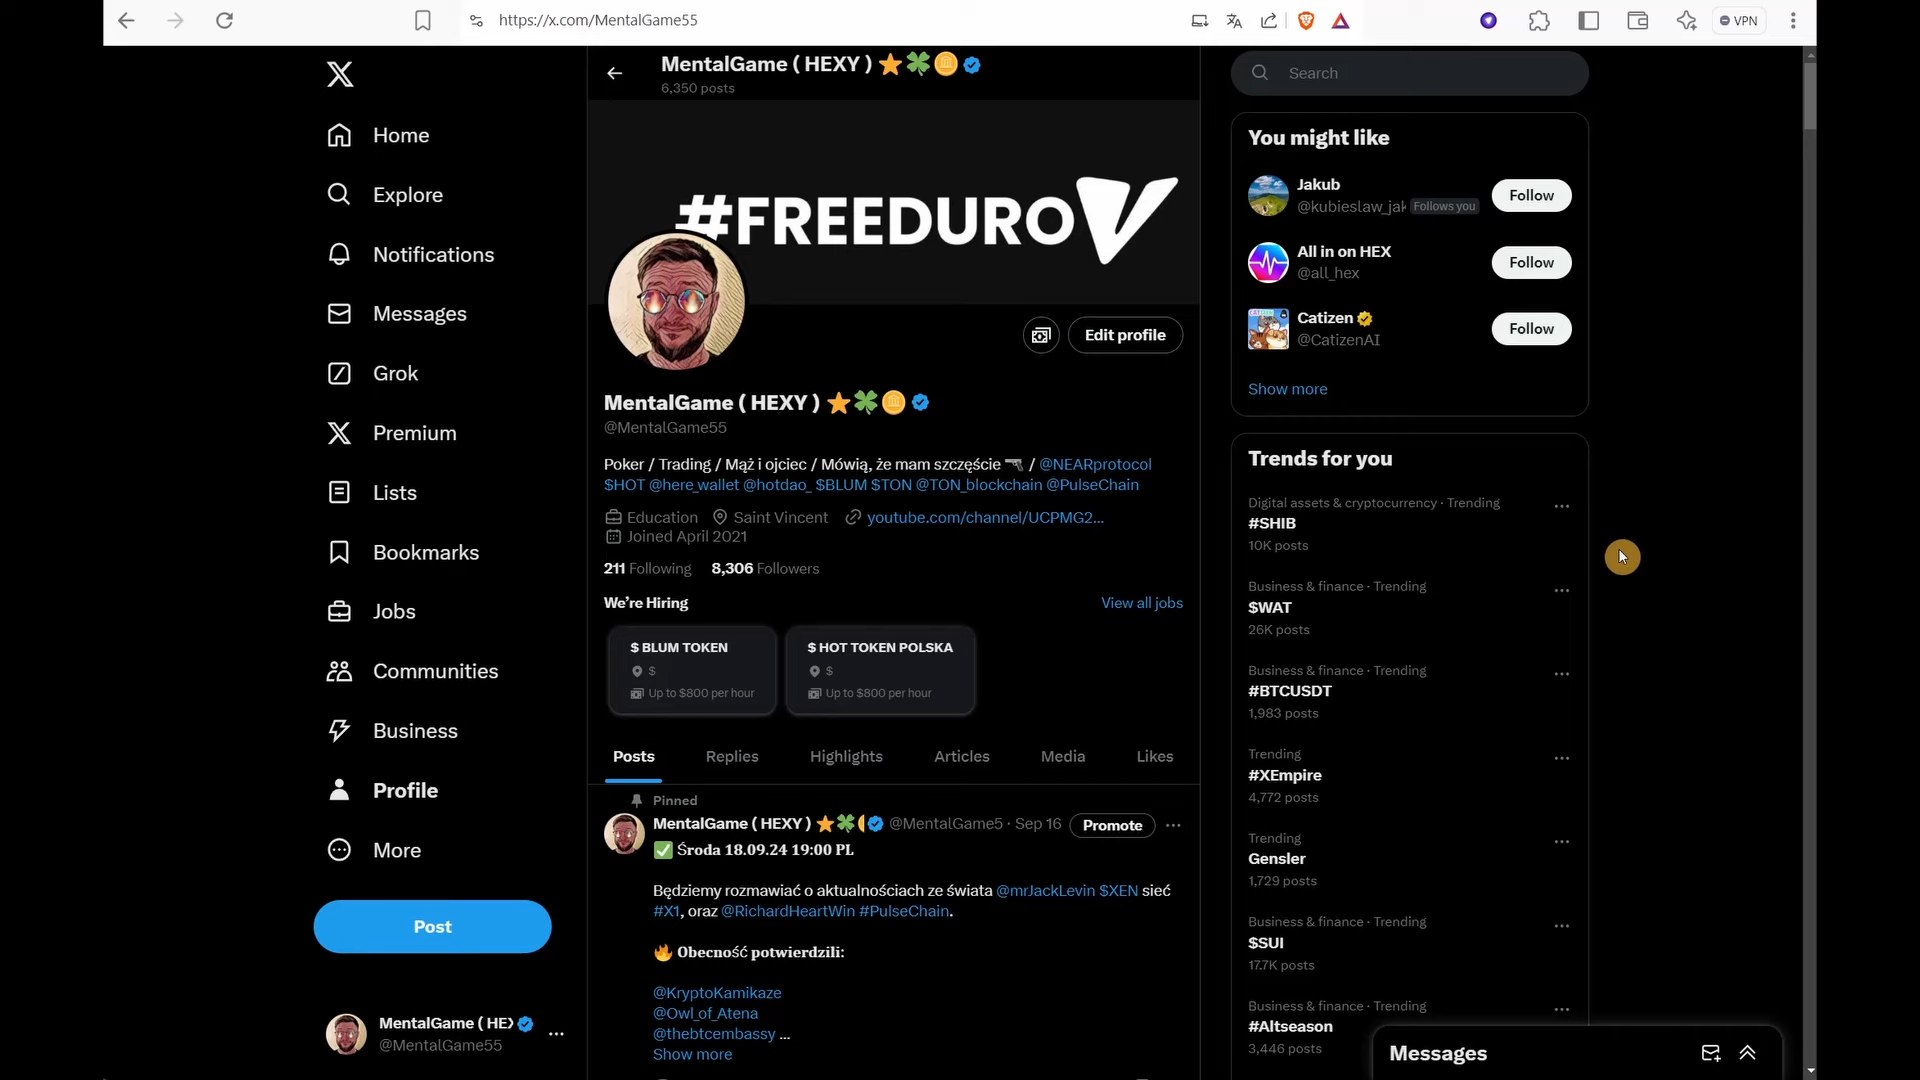 https://x.com/MentalGame55
VPN
Home
Explore
Notifications
Messages
Grok
Premium
Lists
Bookmarks
Jobs
Communities
Business
Profile
More
Post
MentalGame ( HEX)
@MentalGame55
MentalGame ( HEXY ) ⭐🍀🪙
6,350 posts
#FREEDUROV
Edit profile
MentalGame ( HEXY ) ⭐🍀🪙
@MentalGame55
Poker / Trading / Mąż i ojciec / Mówią, że mam szczęście 🔫 / @NEARprotocol
$HOT @here_wallet @hotdao_ $BLUM $TON @TON_blockchain @PulseChain
Education Saint Vincent youtube.com/channel/UCPMG2...
Joined April 2021
211 Following 8,306 Followers
We're Hiring View all jobs
$ BLUM TOKEN
$
Up to $800 per hour
$ HOT TOKEN POLSKA
$
Up to $800 per hour
Posts Replies Highlights Articles Media Likes
Pinned
MentalGame ( HEXY ) ⭐🍀 @MentalGame5 · Sep 16 Promote
✅ Środa 18.09.24 19:00 PL
Będziemy rozmawiać o aktualnościach ze świata @mrJackLevin $XEN sieć
#X1, oraz @RichardHeartWin #PulseChain.
🔥 Obecność potwierdzili:
@KryptoKamikaze
@Owl_of_Atena
@thebtcembassy ...
Show more
Search
You might like
Jakub
@kubieslaw_jak Follows you
Follow
All in on HEX
@all_hex
Follow
CATIZEN
Catizen
@CatizenAI
Follow
Show more
Trends for you
Digital assets & cryptocurrency · Trending
#SHIB
10K posts
Business & finance · Trending
$WAT
26K posts
Business & finance · Trending
#BTCUSDT
1,983 posts
Trending
#XEmpire
4,772 posts
Trending
Gensler
1,729 posts
Business & finance · Trending
$SUI
17.7K posts
Business & finance · Trending
#Altseason
3,446 posts
Messages